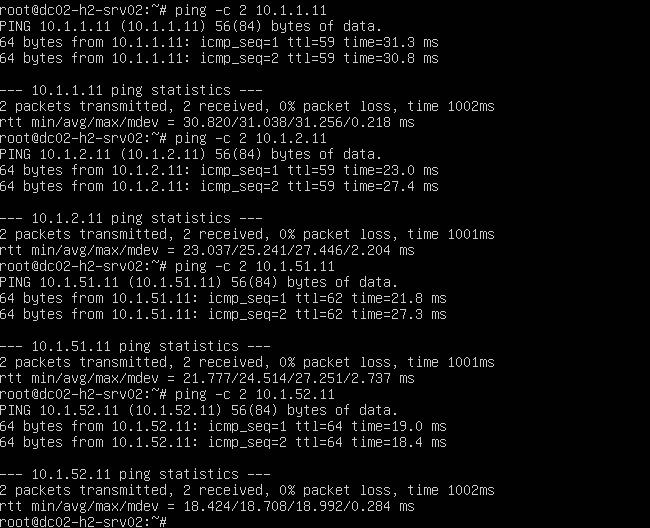 root@dc02-h2-srv02:~# ping -c 2 10.1.1.11
PING 10.1.1.11 (10.1.1.11) 56(84) bytes of data.
64 bytes from 10.1.1.11: icmp_seq=1 ttl=59 time=31.3 ms
64 bytes from 10.1.1.11: icmp_seq=2 ttl=59 time=30.8 ms
--- 10.1.1.11 ping statistics ---
2 packets transmitted, 2 received, 0% packet loss, time 1002ms
rtt min/avg/max/mdev = 30.820/31.038/31.256/0.218 ms
root@dc02-h2-srv02:~# ping -c 2 10.1.2.11
PING 10.1.2.11 (10.1.2.11) 56(84) bytes of data.
64 bytes from 10.1.2.11: icmp_seq=1 ttl=59 time=23.0 ms
64 bytes from 10.1.2.11: icmp_seq=2 ttl=59 time=27.4 ms
--- 10.1.2.11 ping statistics ---
2 packets transmitted, 2 received, 0% packet loss, time 1001ms
rtt min/avg/max/mdev = 23.037/25.241/27.446/2.204 ms
root@dc02-h2-srv02:~# ping -c 2 10.1.51.11
PING 10.1.51.11 (10.1.51.11) 56(84) bytes of data.
64 bytes from 10.1.51.11: icmp_seq=1 ttl=62 time=21.8 ms
64 bytes from 10.1.51.11: icmp_seq=2 ttl=62 time=27.3 ms
--- 10.1.51.11 ping statistics ---
2 packets transmitted, 2 received, 0% packet loss, time 1001ms
rtt min/avg/max/mdev = 21.777/24.514/27.251/2.737 ms
root@dc02-h2-srv02:~# ping -c 2 10.1.52.11
PING 10.1.52.11 (10.1.52.11) 56(84) bytes of data.
64 bytes from 10.1.52.11: icmp_seq=1 ttl=64 time=19.0 ms
64 bytes from 10.1.52.11: icmp_seq=2 ttl=64 time=18.4 ms
--- 10.1.52.11 ping statistics ---
2 packets transmitted, 2 received, 0% packet loss, time 1002ms
rtt min/avg/max/mdev = 18.424/18.708/18.992/0.284 ms
root@dc02-h2-srv02:~#